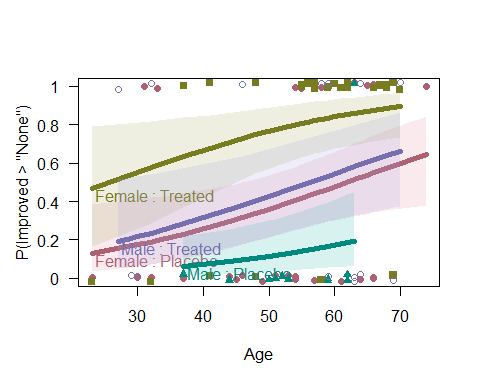 P(Improved > "None")
1
0.8
0.6
0.4
0.2
0
Female : Treated
Male : Treated
Female : Placebo
Male : Placebo
30
40
50
60
70
Age